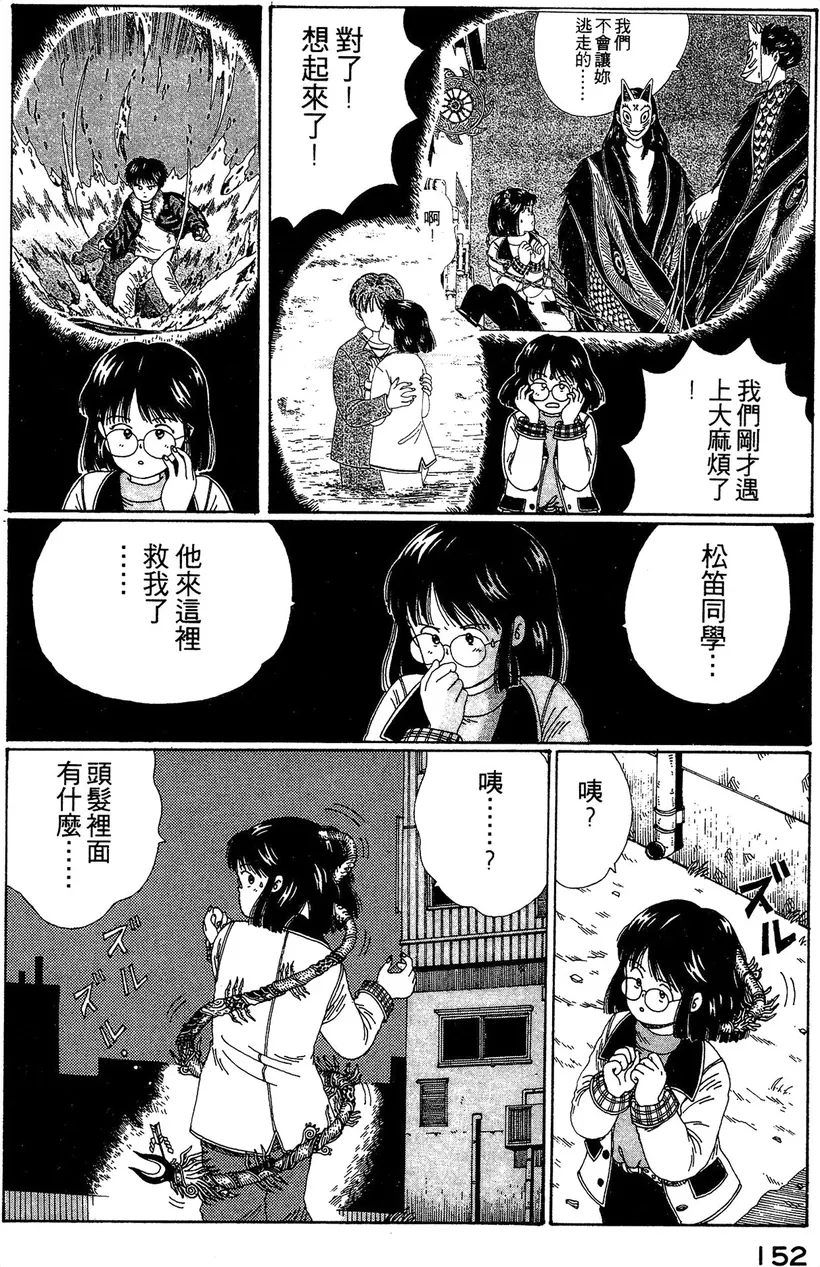 我們
不會讓妳
逃走的……
對了！
想起來了！
啊！
我們剛才遇
上大麻煩了
！
松笛同學…
他來這裡
救我了
……
咦？
ズル
咦……？
頭髮裡面
有什麼……
ズル
ズル
152